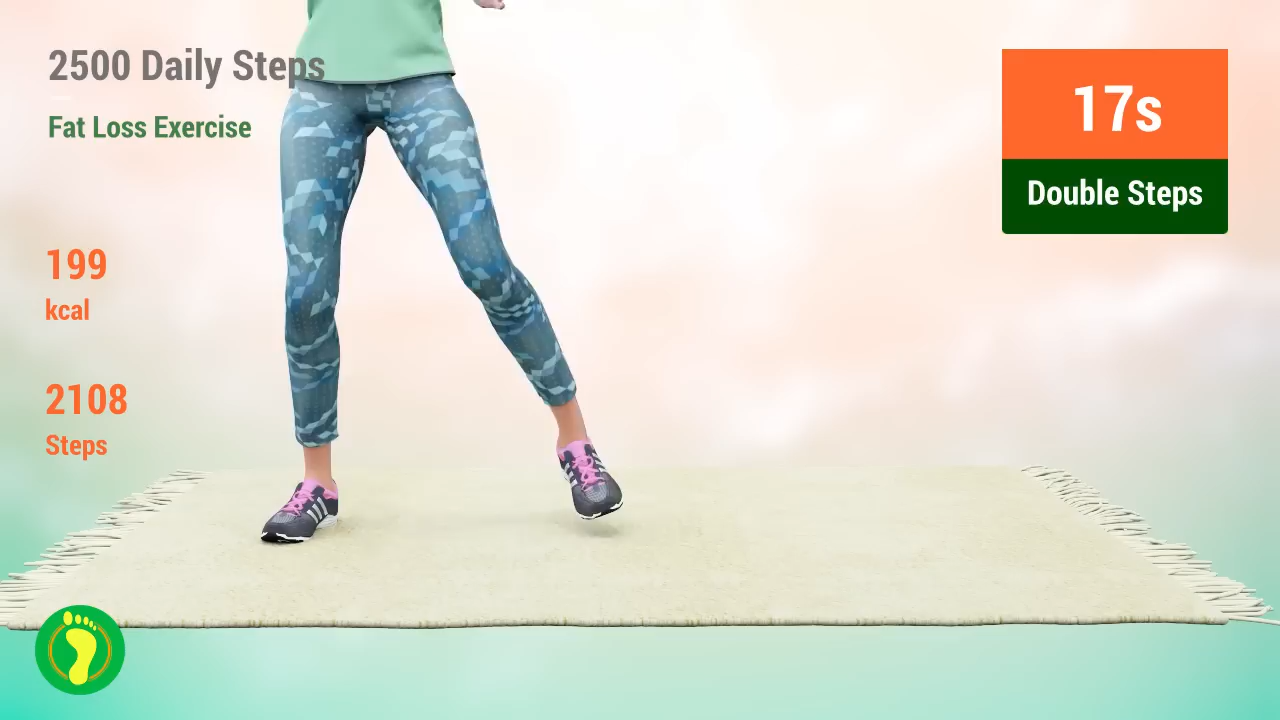 2500 Daily Steps
Fat Loss Exercise
17s
Double Steps
199
kcal
2108
Steps